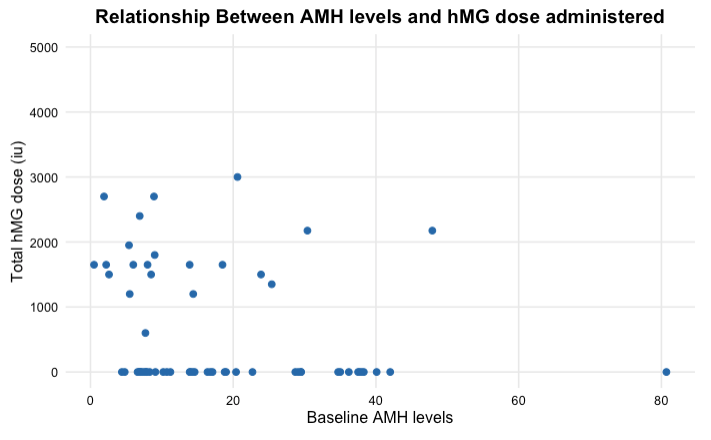 Relationship Between AMH levels and hMG dose administered
Total hMG dose (iu)
5000
4000
3000
2000
1000
0
0 20 40 60 80
Baseline AMH levels